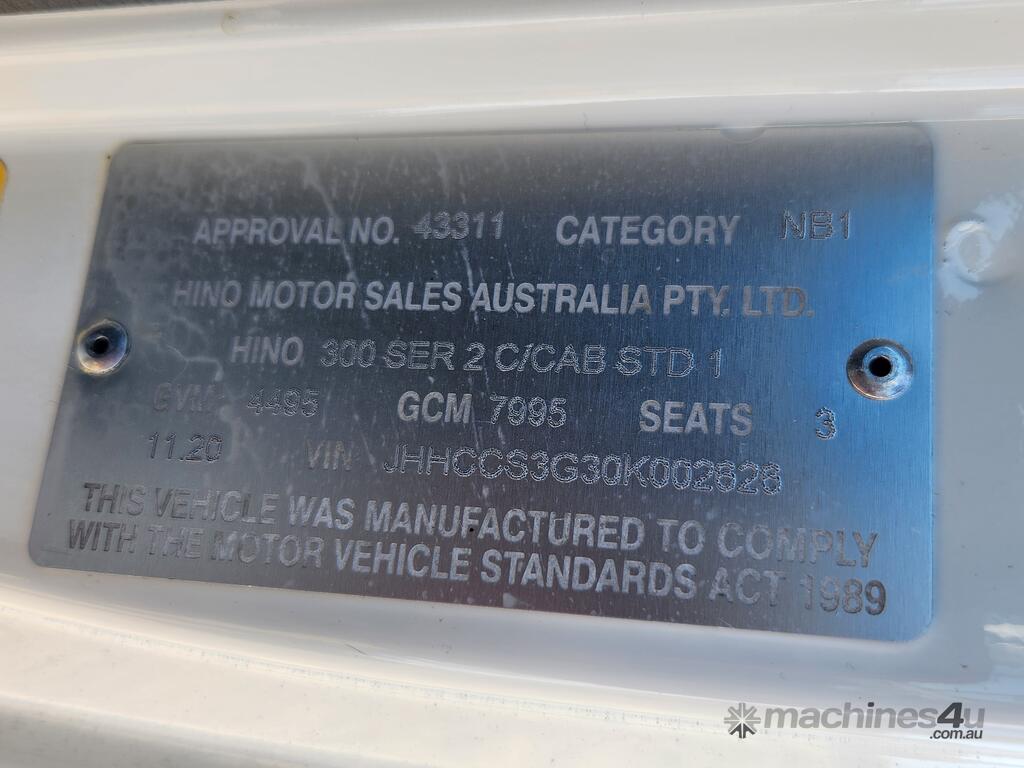 APPROVAL NO. 43311 CATEGORY NB1
HINO MOTOR SALES AUSTRALIA PTY. LTD.
HINO 300 SER 2 C/CAB STD 1
GVM 4495 GCM 7995 SEATS 3
11.20 VIN JHHCCS3G30K002828
THIS VEHICLE WAS MANUFACTURED TO COMPLY
WITH THE MOTOR VEHICLE STANDARDS ACT 1989
machines4u
.com.au